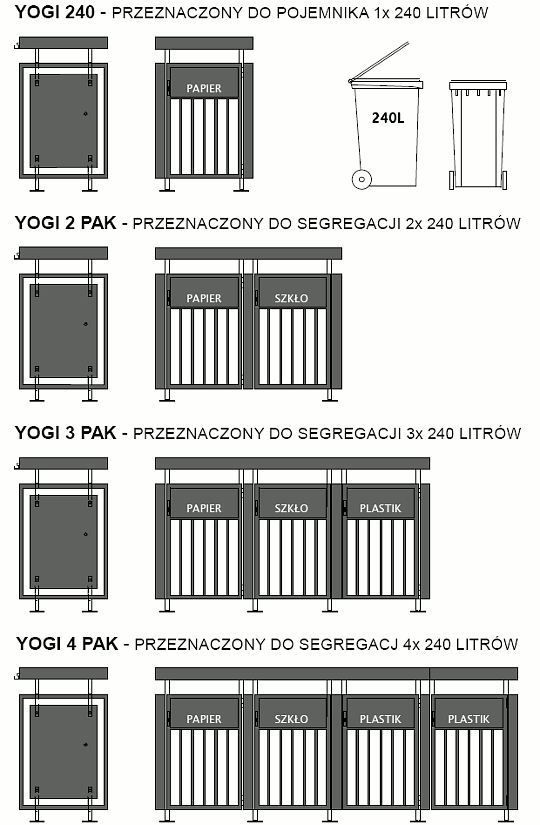 YOGI 240 - PRZEZNACZONY DO POJEMNIKA 1x 240 LITRÓW
PAPIER
240L
YOGI 2 PAK - PRZEZNACZONY DO SEGREGACJI 2x 240 LITRÓW
PAPIER SZKŁO
YOGI 3 PAK - PRZEZNACZONY DO SEGREGACJI 3x 240 LITRÓW
PAPIER SZKŁO PLASTIK
YOGI 4 PAK - PRZEZNACZONY DO SEGREGACJ 4x 240 LITRÓW
PAPIER SZKŁO PLASTIK PLASTIK